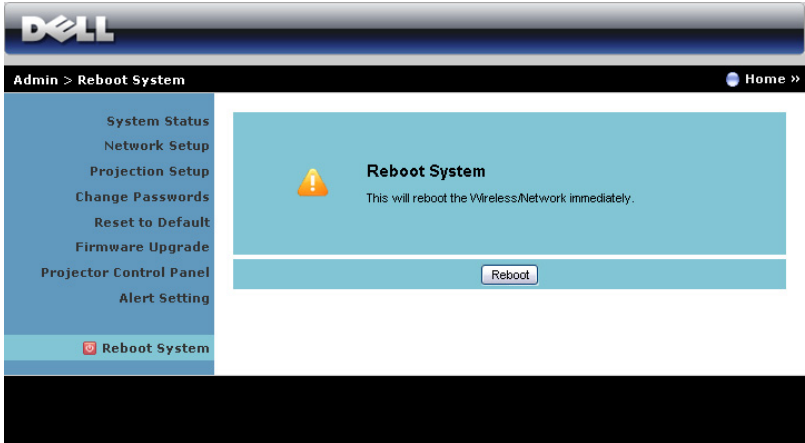 DELL
Admin > Reboot System
Home »
System Status
Network Setup
Projection Setup
Change Passwords
Reset to Default
Firmware Upgrade
Projector Control Panel
Alert Setting
Reboot System
Reboot System
This will reboot the Wireless/Network immediately.
Reboot